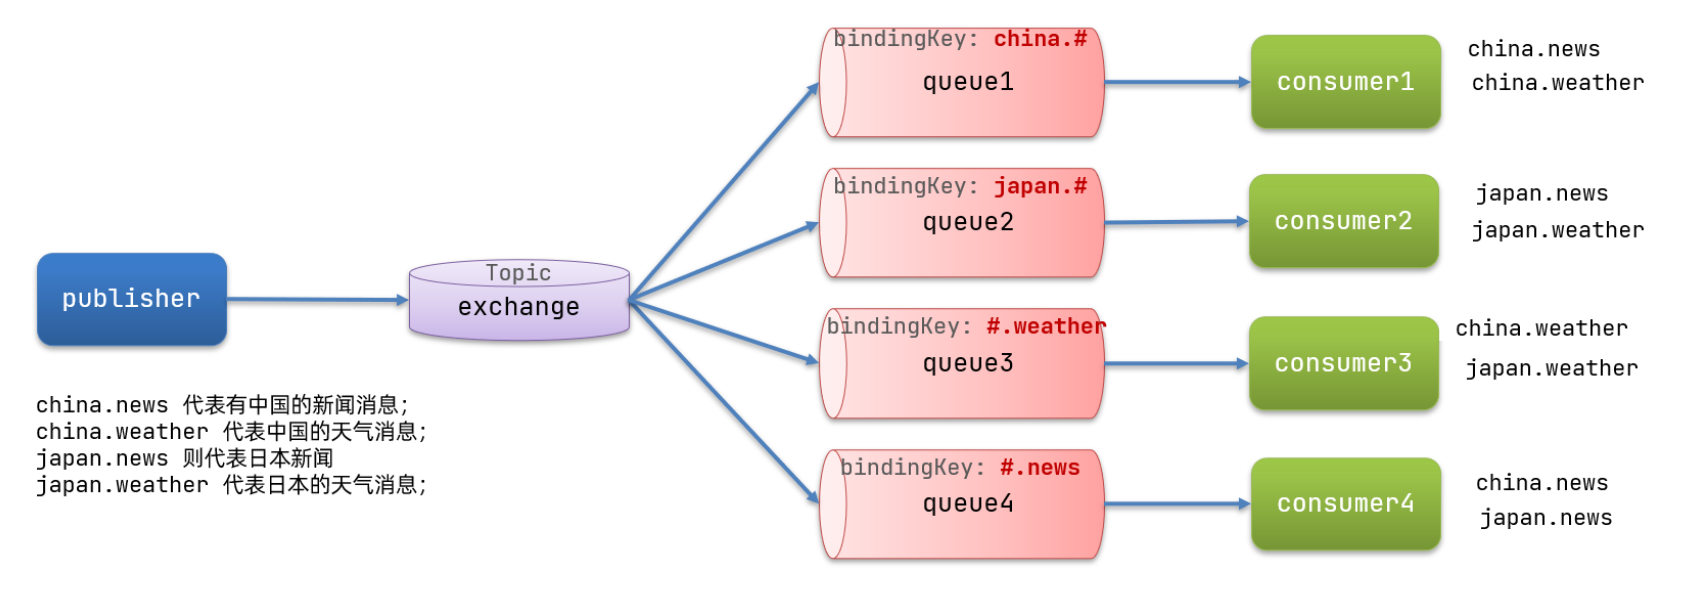 bindingKey: china.#
queue1
consumer1
china.news
china.weather
bindingKey: japan.#
queue2
consumer2
japan.news
japan.weather
publisher
Topic
exchange
bindingKey: #.weather
queue3
consumer3
china.weather
japan.weather
china.news 代表有中国的新闻消息;
china.weather 代表中国的天气消息;
japan.news 则代表日本新闻
japan.weather 代表日本的天气消息;
bindingKey: #.news
queue4
consumer4
china.news
japan.news